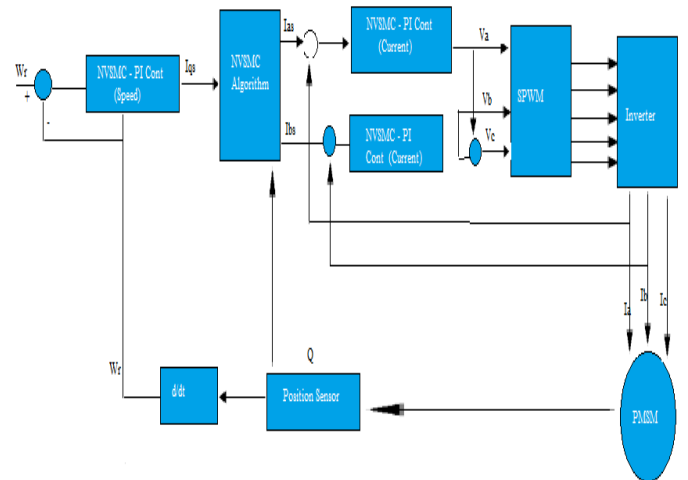 Wr
+
-
NVSMC - PI Cont
(Speed)
Iqs
NVSMC
Algorithm
Ias
Ibs
NVSMC - PI Cont
(Current)
NVSMC - PI
Cont (Current)
Va
Vb
Vc
SPWM
Inverter
Ia
Ib
Ic
Wr
d/dt
Q
Position Sensor
PMSM